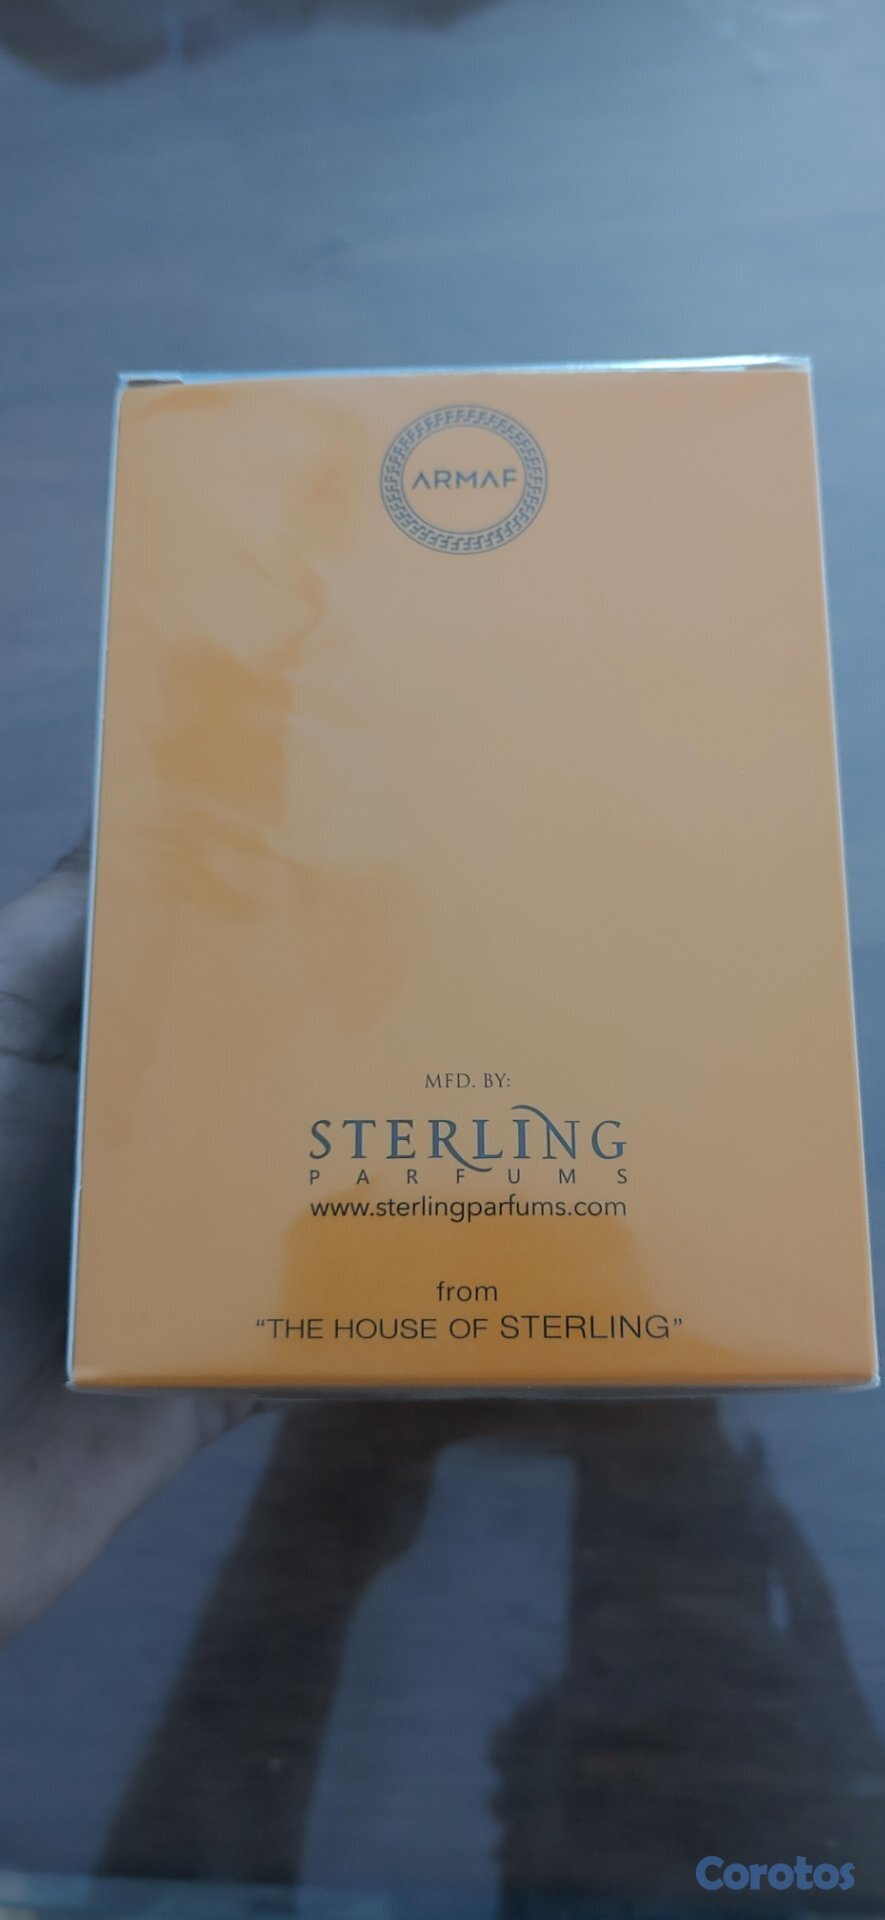 ARMAF
MFD. BY:
STERLING
PARFUMS
www.sterlingparfums.com
from
“THE HOUSE OF STERLING”
Corotos